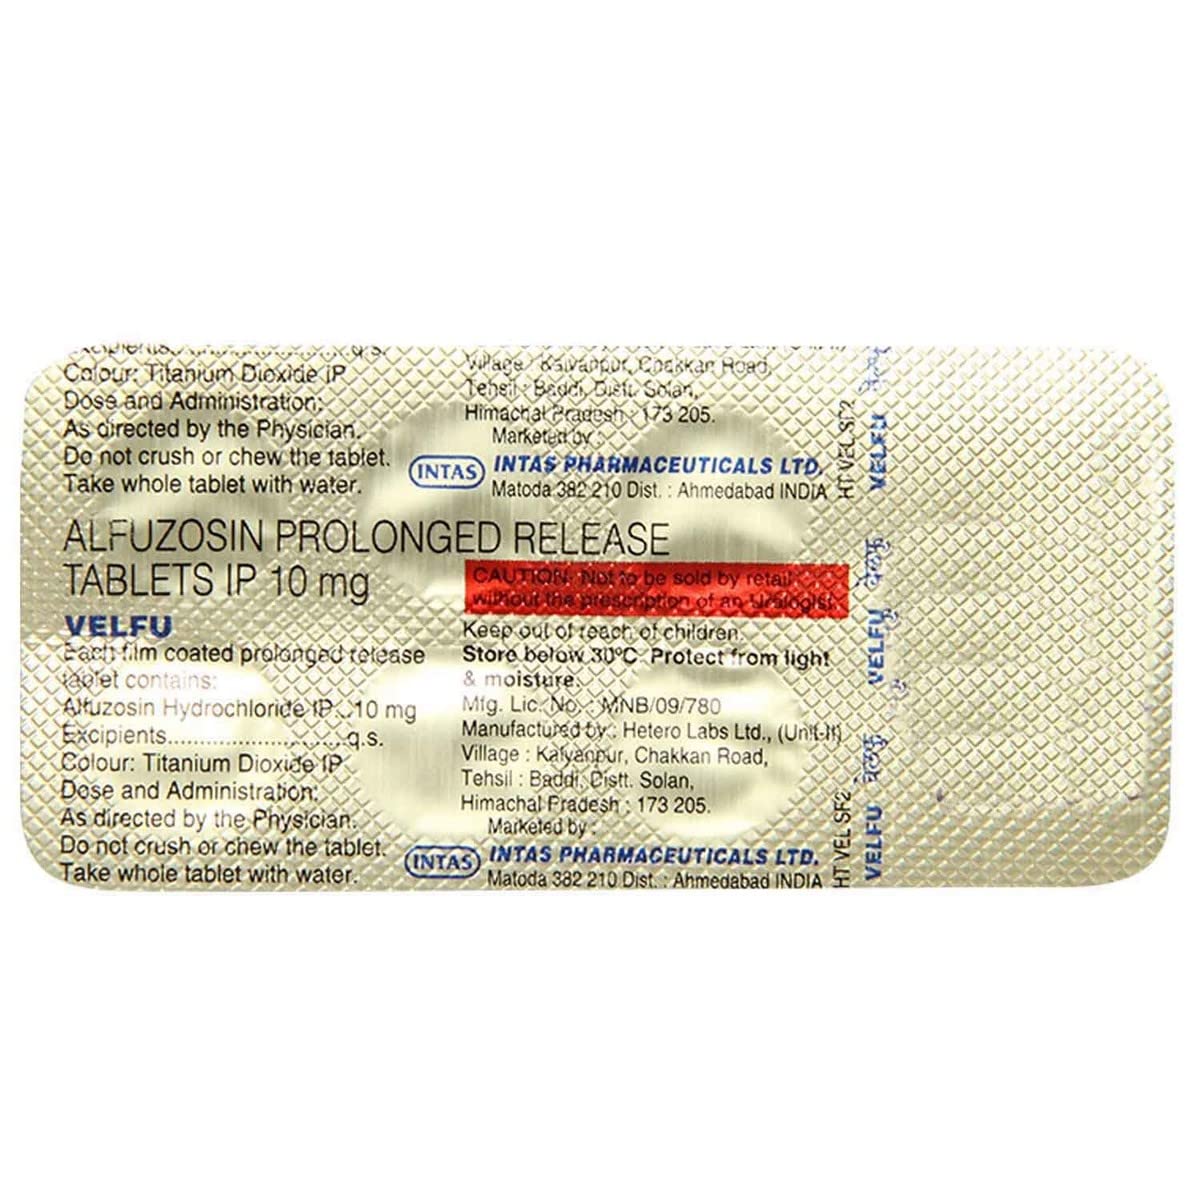 Excipients..............................q.s.
Colour: Titanium Dioxide IP
Dose and Administration:
As directed by the Physician.
Do not crush or chew the tablet.
Take whole tablet with water.
Village : Kalyanpur, Chakkan Road,
Tehsil : Baddi, Distt. Solan,
Himachal Pradesh : 173 205.
Marketed by :
INTAS
INTAS PHARMACEUTICALS LTD.
Matoda 382 210 Dist. : Ahmedabad INDIA
ALFUZOSIN PROLONGED RELEASE
TABLETS IP 10 mg
VELFU
Each film coated prolonged release
tablet contains:
Alfuzosin Hydrochloride IP...10 mg
Excipients..............................q.s.
Colour: Titanium Dioxide IP
Dose and Administration:
As directed by the Physician.
Do not crush or chew the tablet.
Take whole tablet with water.
CAUTION: Not to be sold by retail
without the prescription of an Urologist.
Keep out of reach of children.
Store below 30°C. Protect from light
& moisture.
Mfg. Lic. No. : MNB/09/780
Manufactured by : Hetero Labs Ltd., (Unit-II)
Village : Kalyanpur, Chakkan Road,
Tehsil : Baddi, Distt. Solan,
Himachal Pradesh : 173 205.
Marketed by :
INTAS
INTAS PHARMACEUTICALS LTD.
Matoda 382 210 Dist. : Ahmedabad INDIA
HT VEL SF2
HT VEL SF2
VELFU वेलफु VELFU वेलफु VELFU